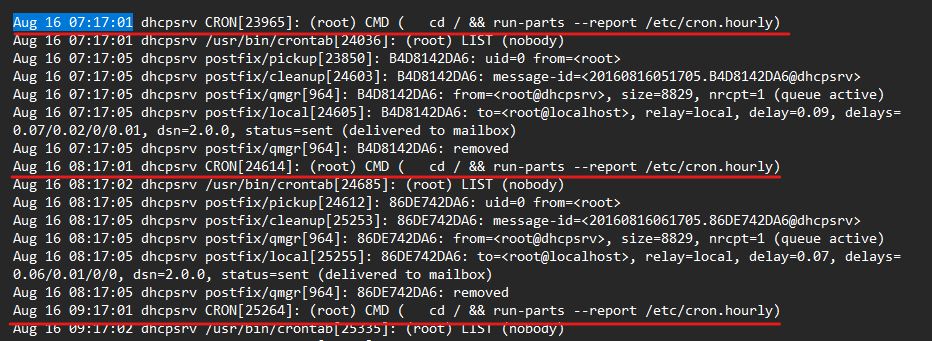 Aug 16 07:17:01 dhcpsrv CRON[23965]: (root) CMD (   cd / && run-parts --report /etc/cron.hourly)
Aug 16 07:17:01 dhcpsrv /usr/bin/crontab[24036]: (root) LIST (nobody)
Aug 16 07:17:05 dhcpsrv postfix/pickup[23850]: B4D8142DA6: uid=0 from=<root>
Aug 16 07:17:05 dhcpsrv postfix/cleanup[24603]: B4D8142DA6: message-id=<20160816051705.B4D8142DA6@dhcpsrv>
Aug 16 07:17:05 dhcpsrv postfix/qmgr[964]: B4D8142DA6: from=<root@dhcpsrv>, size=8829, nrcpt=1 (queue active)
Aug 16 07:17:05 dhcpsrv postfix/local[24605]: B4D8142DA6: to=<root@localhost>, relay=local, delay=0.09, delays=
0.07/0.02/0/0.01, dsn=2.0.0, status=sent (delivered to mailbox)
Aug 16 07:17:05 dhcpsrv postfix/qmgr[964]: B4D8142DA6: removed
Aug 16 08:17:01 dhcpsrv CRON[24614]: (root) CMD (   cd / && run-parts --report /etc/cron.hourly)
Aug 16 08:17:02 dhcpsrv /usr/bin/crontab[24685]: (root) LIST (nobody)
Aug 16 08:17:05 dhcpsrv postfix/pickup[24612]: 86DE742DA6: uid=0 from=<root>
Aug 16 08:17:05 dhcpsrv postfix/cleanup[25253]: 86DE742DA6: message-id=<20160816061705.86DE742DA6@dhcpsrv>
Aug 16 08:17:05 dhcpsrv postfix/qmgr[964]: 86DE742DA6: from=<root@dhcpsrv>, size=8829, nrcpt=1 (queue active)
Aug 16 08:17:05 dhcpsrv postfix/local[25255]: 86DE742DA6: to=<root@localhost>, relay=local, delay=0.07, delays=
0.06/0.01/0/0, dsn=2.0.0, status=sent (delivered to mailbox)
Aug 16 08:17:05 dhcpsrv postfix/qmgr[964]: 86DE742DA6: removed
Aug 16 09:17:01 dhcpsrv CRON[25264]: (root) CMD (   cd / && run-parts --report /etc/cron.hourly)
Aug 16 09:17:02 dhcpsrv /usr/bin/crontab[25335]: (root) LIST (nobody)